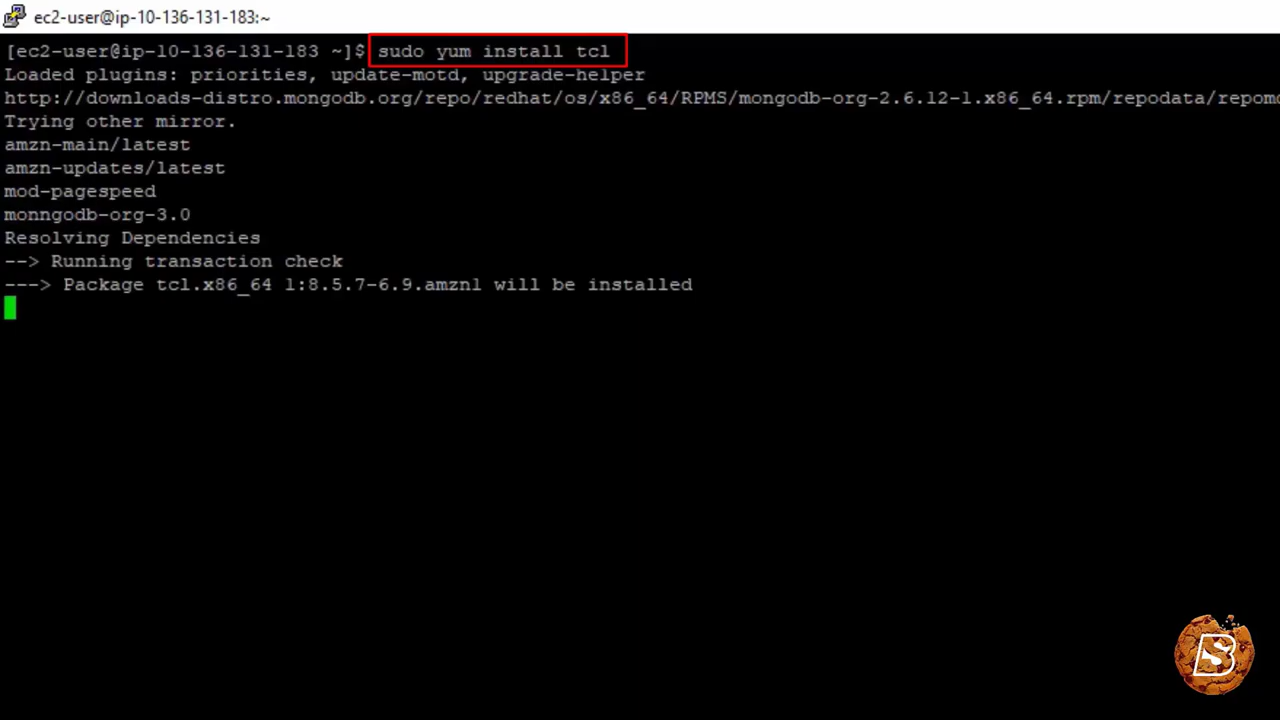 ec2-user@ip-10-136-131-183:~
[ec2-user@ip-10-136-131-183 ~]$ sudo yum install tcl
Loaded plugins: priorities, update-motd, upgrade-helper
http://downloads-distro.mongodb.org/repo/redhat/os/x86_64/RPMS/mongodb-org-2.6.12-1.x86_64.rpm/repodata/repomd
Trying other mirror.
amzn-main/latest
amzn-updates/latest
mod-pagespeed
monngodb-org-3.0
Resolving Dependencies
--> Running transaction check
---> Package tcl.x86_64 1:8.5.7-6.9.amzn1 will be installed